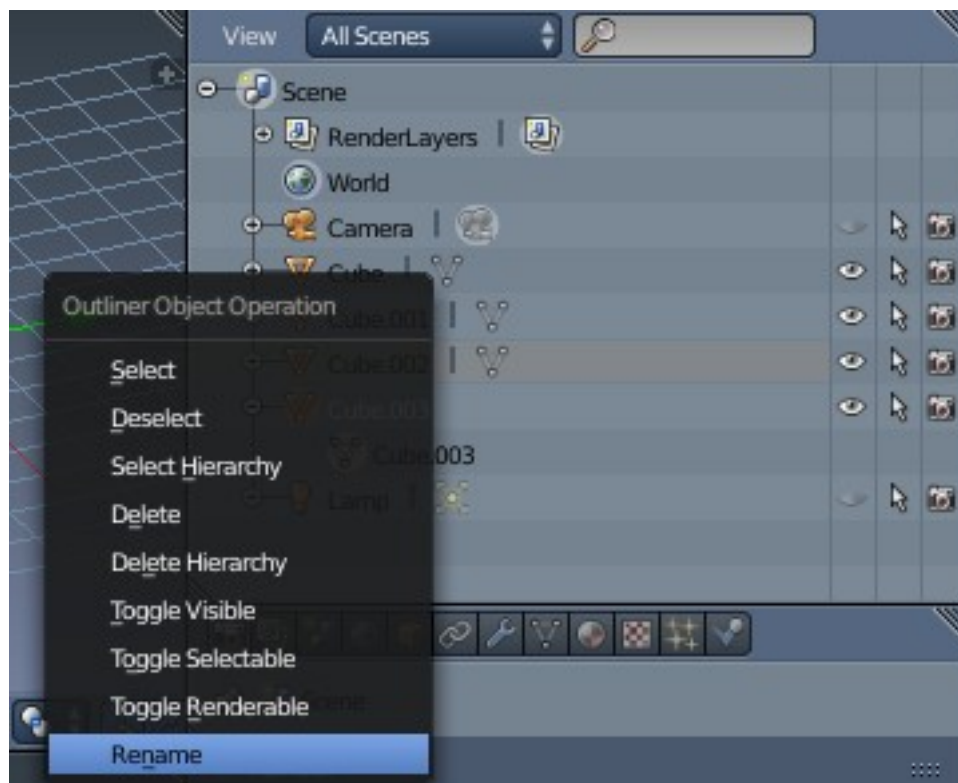 View All Scenes
Scene
RenderLayers
World
Camera
Cube
Cube.001
Cube.002
Cube.003
Cube.003
Lamp
Outliner Object Operation
Select
Deselect
Select Hierarchy
Delete
Delete Hierarchy
Toggle Visible
Toggle Selectable
Toggle Renderable
Rename
Scene